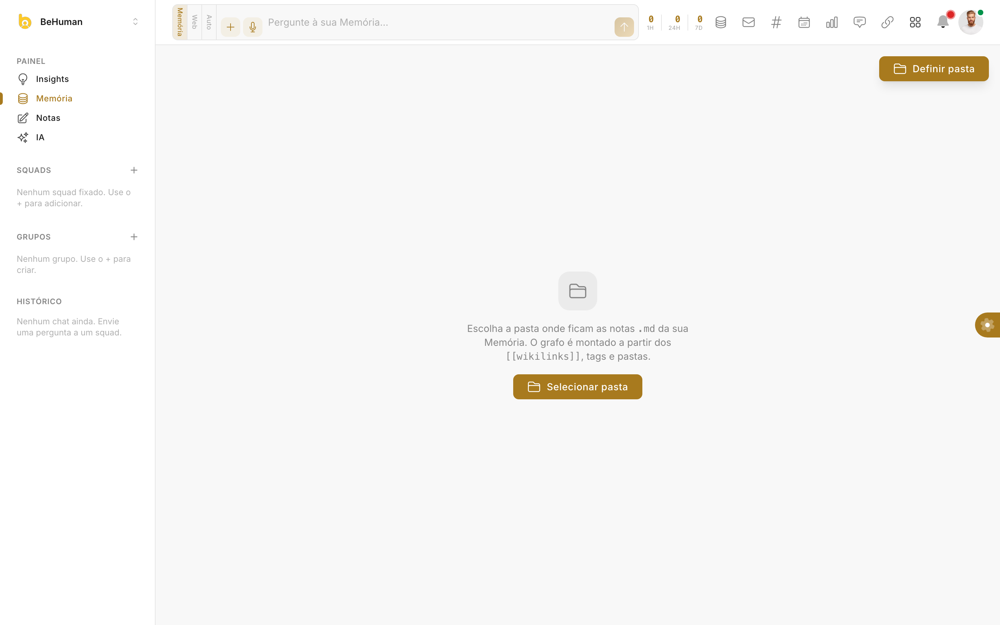 BeHuman
PAINEL
Insights
Memória
Notas
IA
SQUADS
Nenhum squad fixado. Use o
+ para adicionar.
GRUPOS
Nenhum grupo. Use o + para
criar.
HISTÓRICO
Nenhum chat ainda. Envie
uma pergunta a um squad.
Memória
Web
Auto
Pergunte à sua Memória...
0
1H
0
24H
0
7D
Definir pasta
Escolha a pasta onde ficam as notas .md da sua
Memória. O grafo é montado a partir dos
[[wikilinks]], tags e pastas.
Selecionar pasta